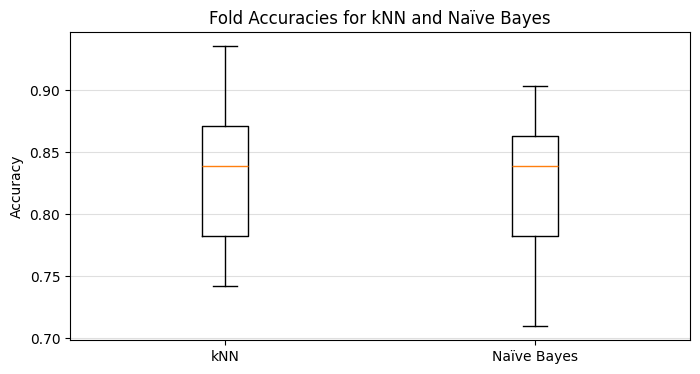 Fold Accuracies for kNN and Naïve Bayes
Accuracy
0.90
0.85
0.80
0.75
0.70
kNN
Naïve Bayes